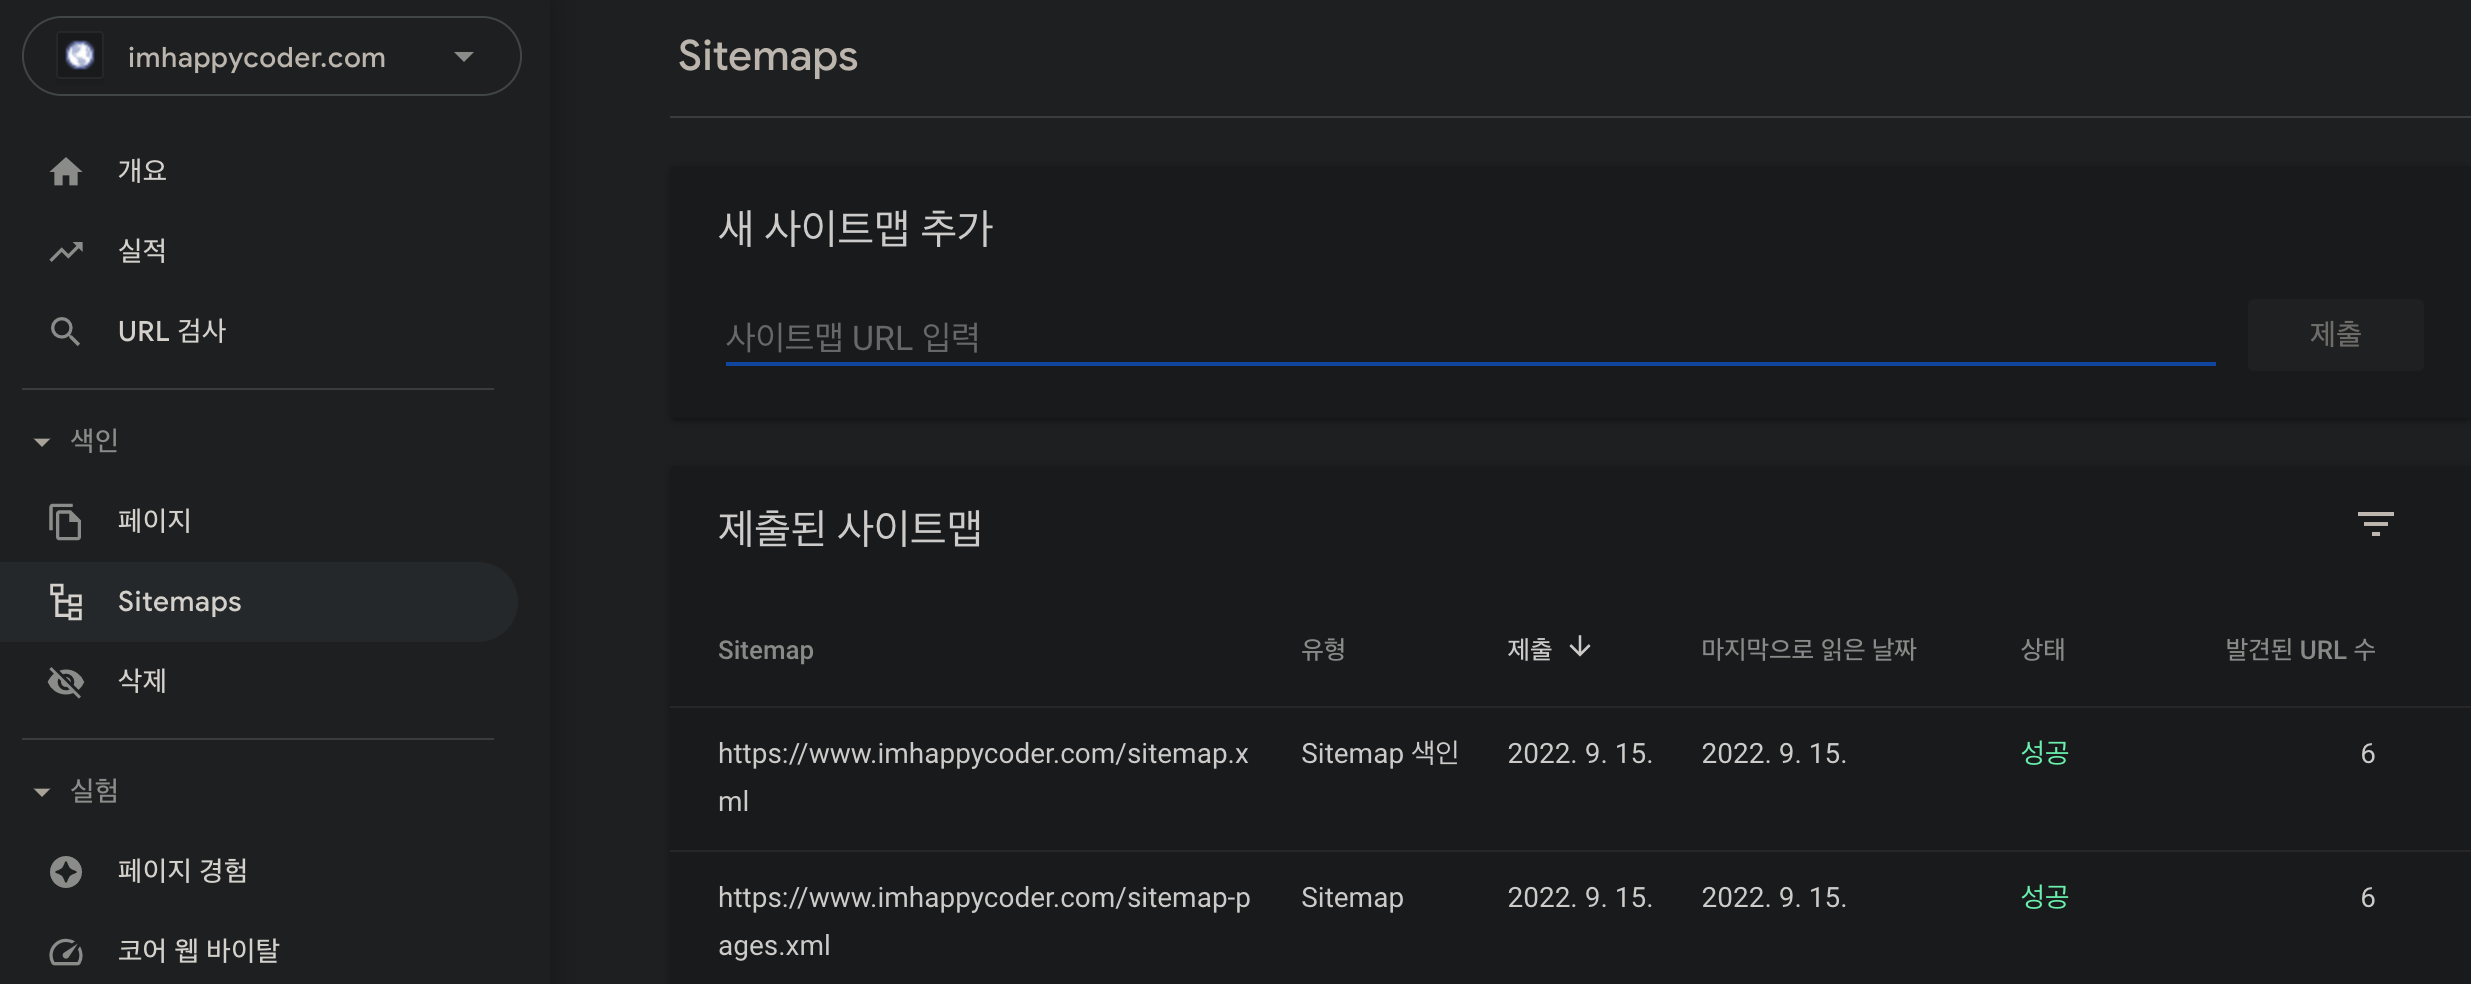 imhappycoder.com
개요
실적
URL 검사
색인
페이지
Sitemaps
삭제
실험
페이지 경험
코어 웹 바이탈
Sitemaps
새 사이트맵 추가
사이트맵 URL 입력
제출
제출된 사이트맵
Sitemap 유형 제출 마지막으로 읽은 날짜 상태 발견된 URL 수
https://www.imhappycoder.com/sitemap.x Sitemap 색인 2022. 9. 15. 2022. 9. 15. 성공 6
ml
https://www.imhappycoder.com/sitemap-p Sitemap 2022. 9. 15. 2022. 9. 15. 성공 6
ages.xml